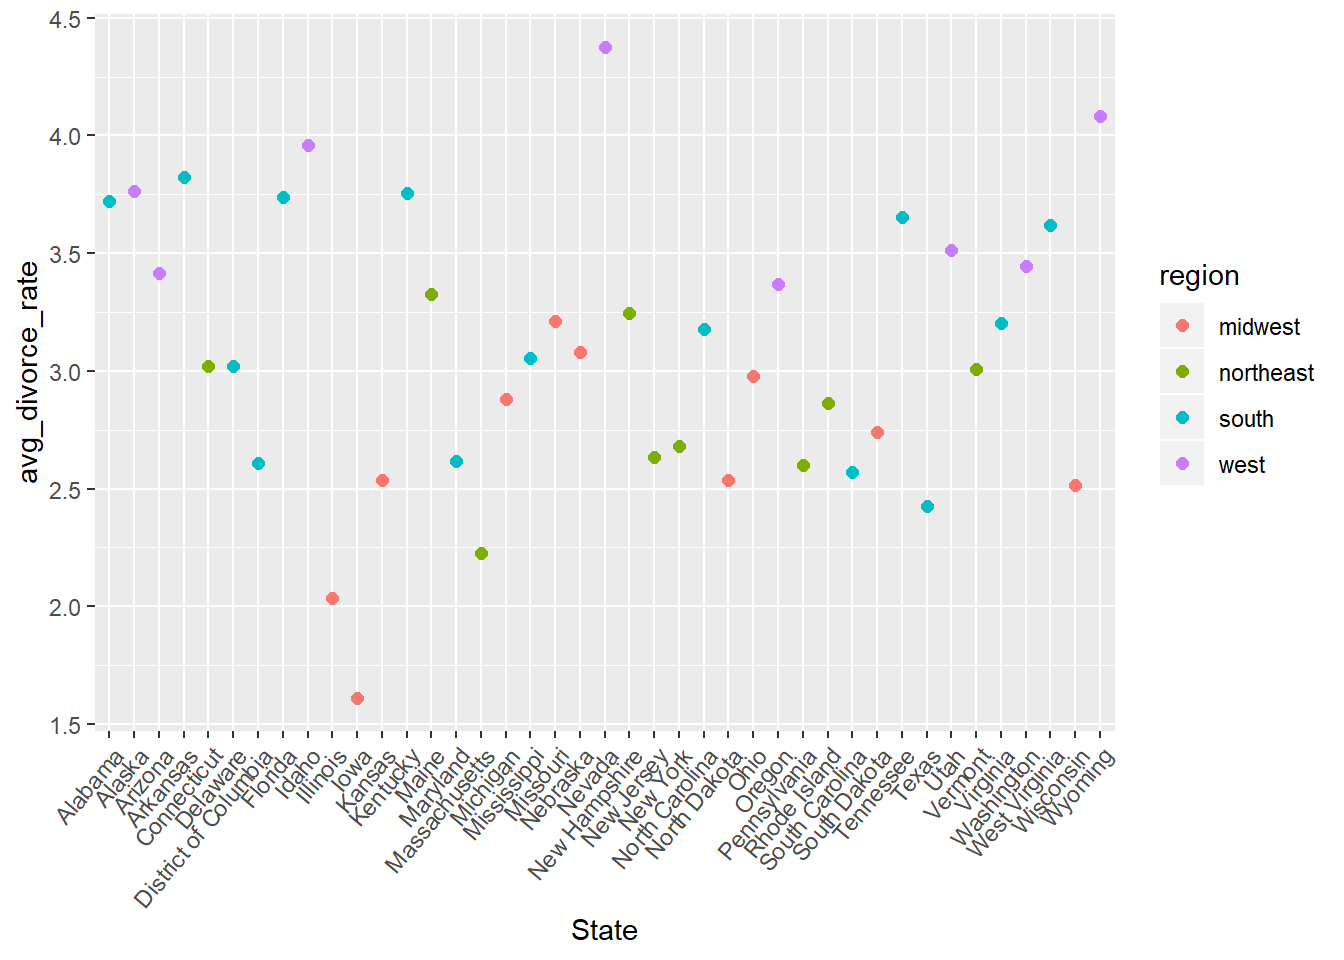 4.5
4.0
3.5
3.0
2.5
2.0
1.5
avg_divorce_rate
Alabama
Alaska
Arizona
Arkansas
Connecticut
Delaware
District of Columbia
Florida
Idaho
Illinois
Iowa
Kansas
Kentucky
Maine
Maryland
Massachusetts
Michigan
Mississippi
Missouri
Nebraska
Nevada
New Hampshire
New Jersey
New York
North Carolina
North Dakota
Ohio
Oregon
Pennsylvania
Rhode Island
South Carolina
South Dakota
Tennessee
Texas
Utah
Vermont
Virginia
Washington
West Virginia
Wisconsin
Wyoming
State
region
midwest
northeast
south
west